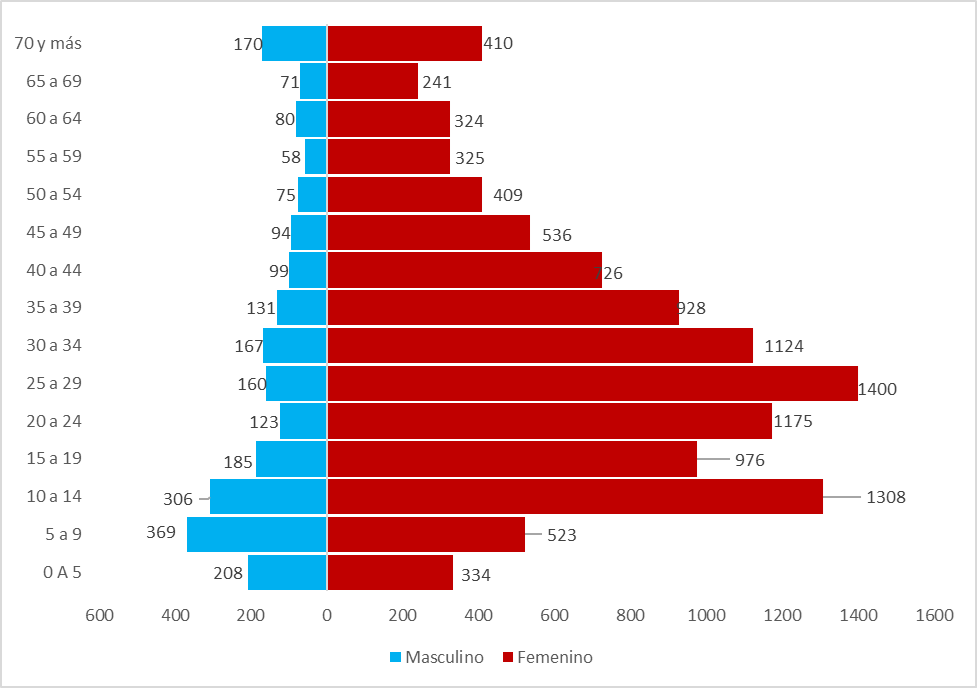 70 y más 170 410
65 a 69 71 241
60 a 64 80 324
55 a 59 58 325
50 a 54 75 409
45 a 49 94 536
40 a 44 99 726
35 a 39 131 928
30 a 34 167 1124
25 a 29 160 1400
20 a 24 123 1175
15 a 19 185 976
10 a 14 306 1308
5 a 9 369 523
0 A 5 208 334
600 400 200 0 200 400 600 800 1000 1200 1400 1600
Masculino Femenino